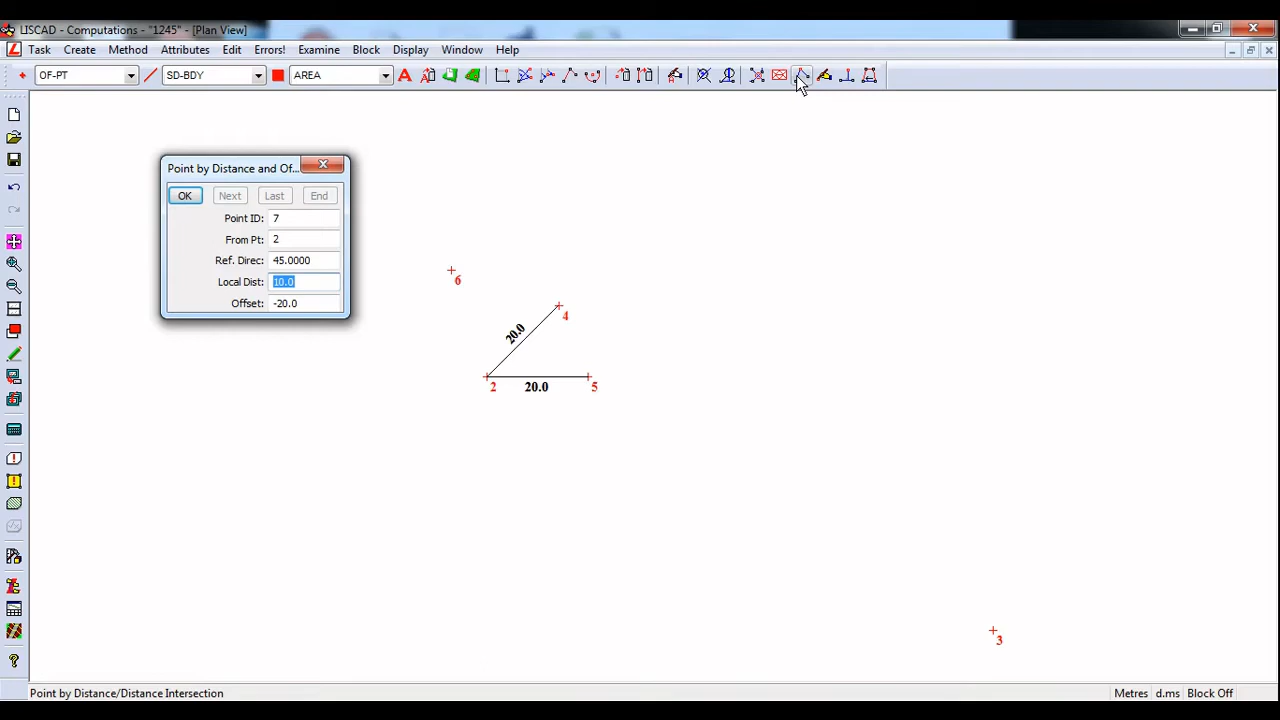 LISCAD - Computations - "1245" - [Plan View]
Task Create Method Attributes Edit Errors! Examine Block Display Window Help
OF-PT SD-BDY AREA
Point by Distance and Of...
OK Next Last End
Point ID: 7
From Pt: 2
Ref. Direc: 45.0000
Local Dist: 10.0
Offset: -20.0
6
4
20.0
2 20.0 5
3
Point by Distance/Distance Intersection Metres d.ms Block Off